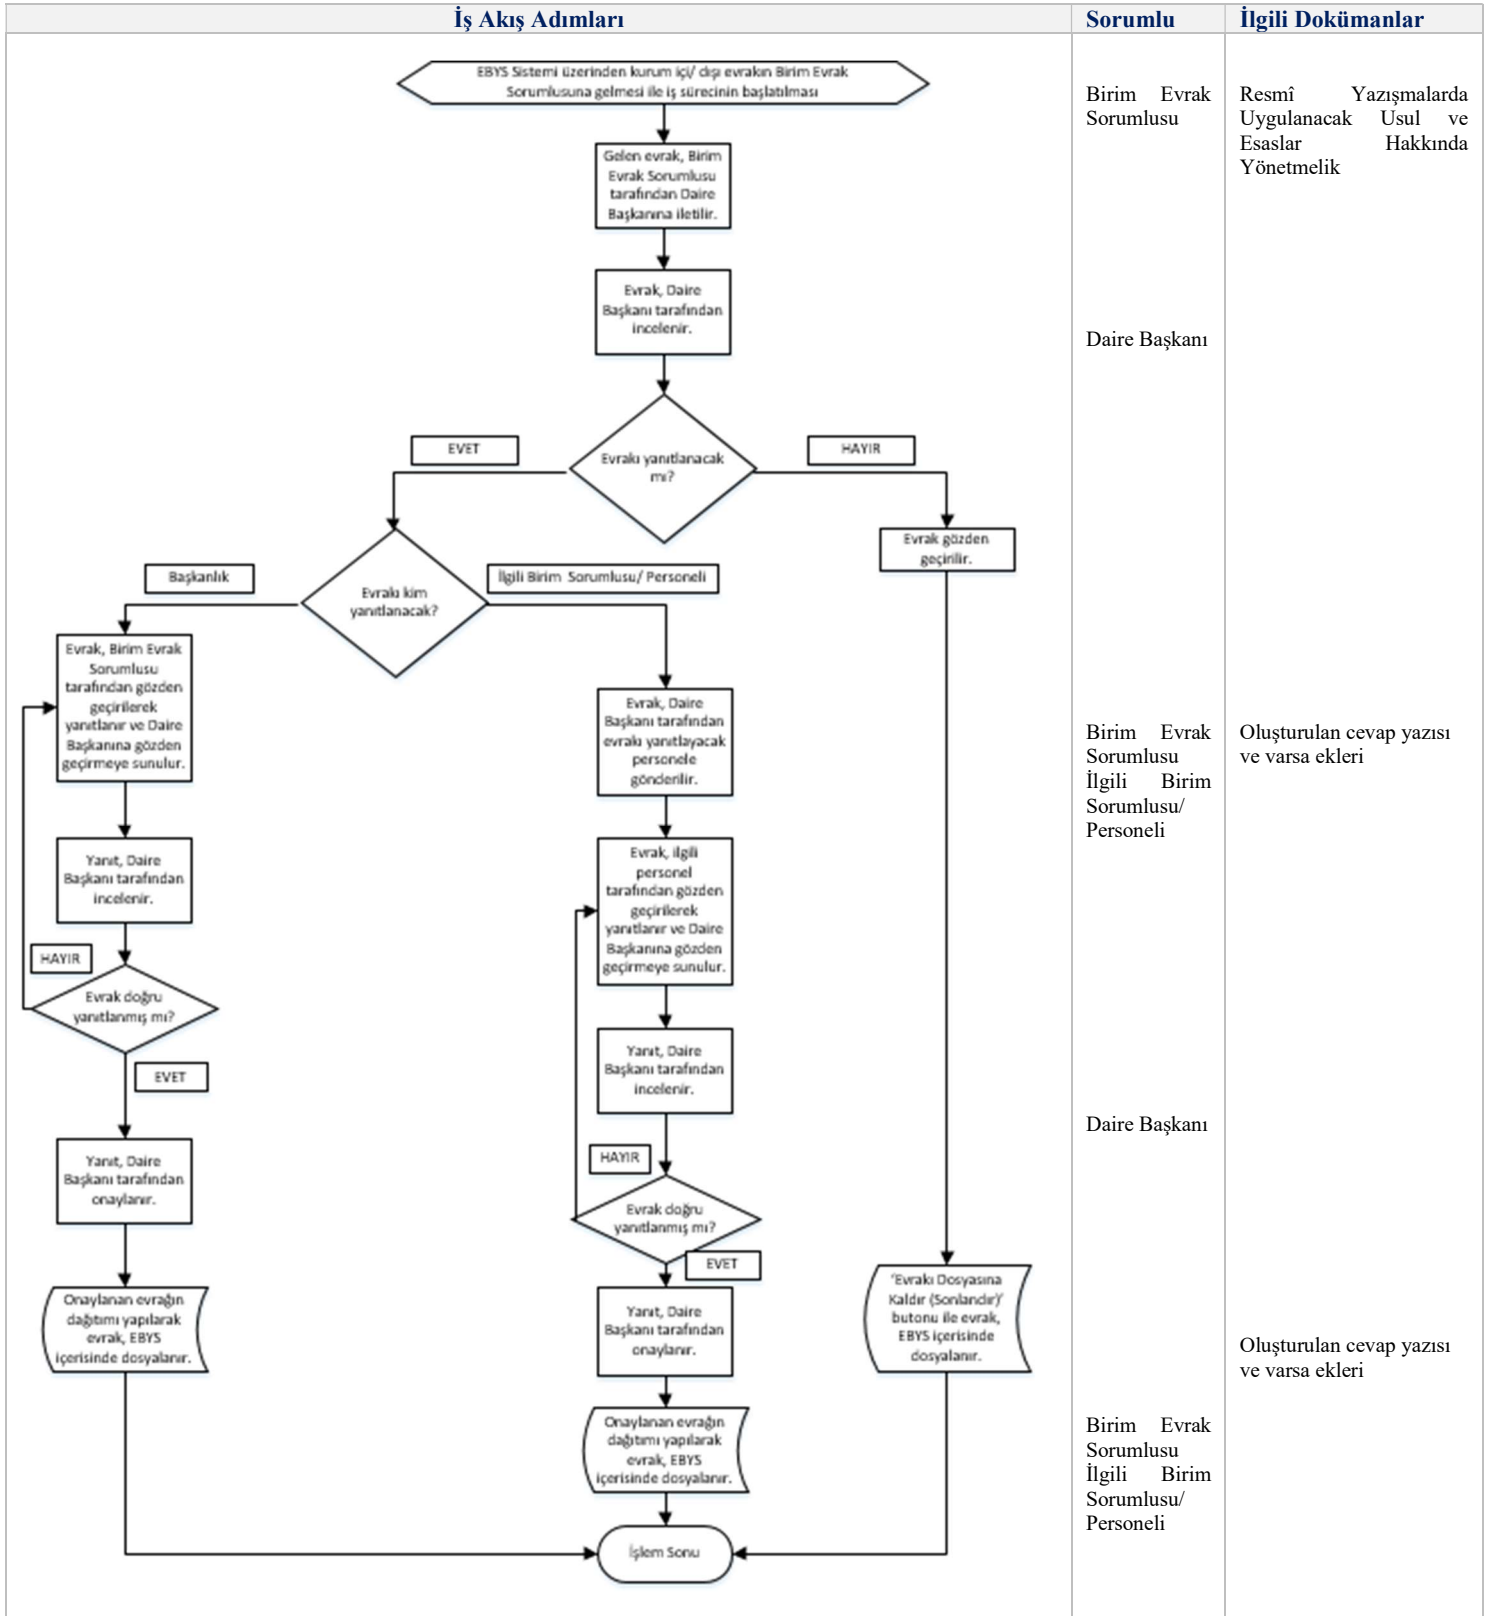 İş Akış Adımları
Sorumlu
İlgili Dokümanlar
EBYS Sistemi üzerinden kurum içi/ dışı evrakın Birim Evrak
Sorumlusuna gelmesi ile iş sürecinin başlatılması
Birim Evrak
Sorumlusu
Resmî Yazışmalarda
Uygulanacak Usul ve
Esaslar Hakkında
Yönetmelik
Gelen evrak, Birim
Evrak Sorumlusu
tarafından Daire
Başkanına iletilir.
Evrak, Daire
Başkanı tarafından
incelenir.
Daire Başkanı
Evrakı yanıtlanacak
mı?
EVET
HAYIR
Evrak gözden
geçirilir.
Evrakı kim
yanıtlanacak?
Başkanlık
İlgili Birim Sorumlusu/ Personeli
Evrak, Birim Evrak
Sorumlusu
tarafından gözden
geçirilerek
yanıtlanır ve Daire
Başkanına gözden
geçirmeye sunulur.
Evrak, Daire
Başkanı tarafından
evrakı yanıtlayacak
personele
gönderilir.
Birim Evrak
Sorumlusu
İlgili Birim
Sorumlusu/
Personeli
Oluşturulan cevap yazısı
ve varsa ekleri
Yanıt, Daire
Başkanı tarafından
incelenir.
Evrak, ilgili
personel
tarafından gözden
geçirilerek
yanıtlanır ve Daire
Başkanına gözden
geçirmeye sunulur.
HAYIR
Evrak doğru
yanıtlanmış mı?
EVET
Yanıt, Daire
Başkanı tarafından
incelenir.
Daire Başkanı
Yanıt, Daire
Başkanı tarafından
onaylanır.
HAYIR
Evrak doğru
yanıtlanmış mı?
EVET
Onaylanan evrağın
dağıtımı yapılarak
evrak, EBYS
içerisinde dosyalanır.
Yanıt, Daire
Başkanı tarafından
onaylanır.
'Evrakı Dosyasına
Kaldır (Sonlandır)'
butonu ile evrak,
EBYS içerisinde
dosyalanır.
Oluşturulan cevap yazısı
ve varsa ekleri
Onaylanan evrağın
dağıtımı yapılarak
evrak, EBYS
içerisinde dosyalanır.
Birim Evrak
Sorumlusu
İlgili Birim
Sorumlusu/
Personeli
İşlem Sonu